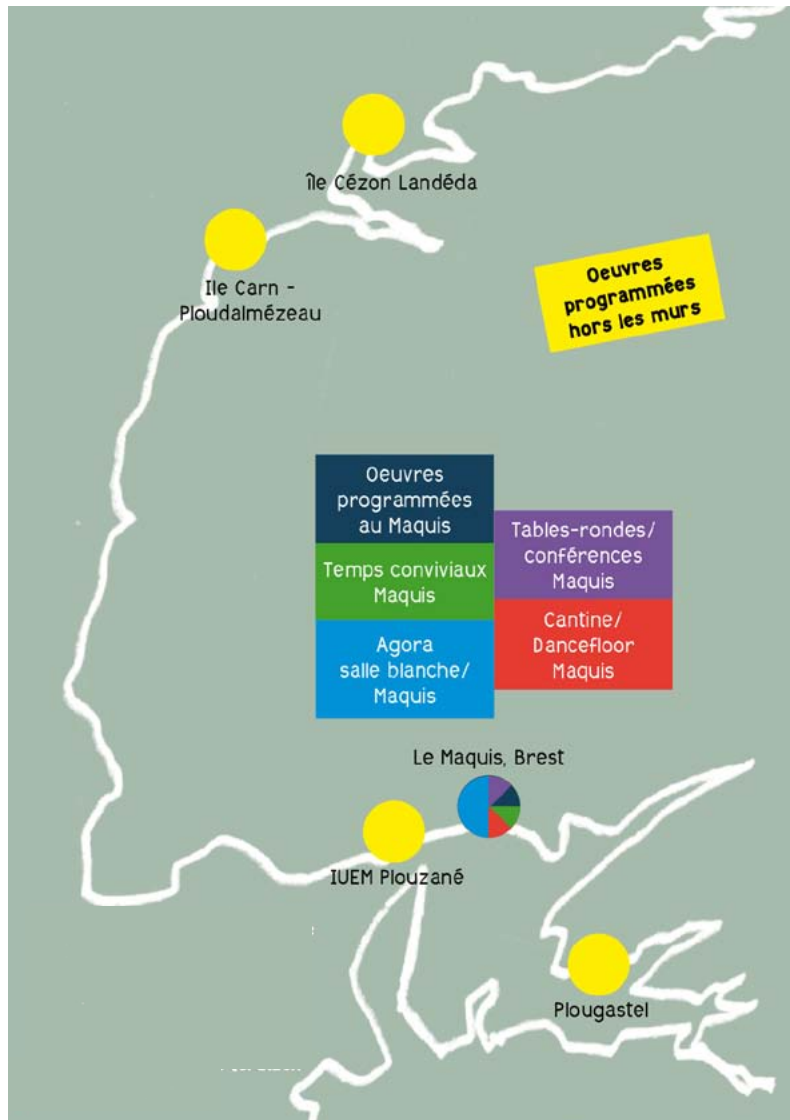 île Cézon Landéda
Ile Carn -
Ploudalmézeau
Oeuvres
programmées
hors les murs
Oeuvres
programmées
au Maquis
Temps conviviaux
Maquis
Agora
salle blanche/
Maquis
Tables-rondes/
conférences
Maquis
Cantine/
Dancefloor
Maquis
Le Maquis, Brest
IUEM Plouzané
Plougastel